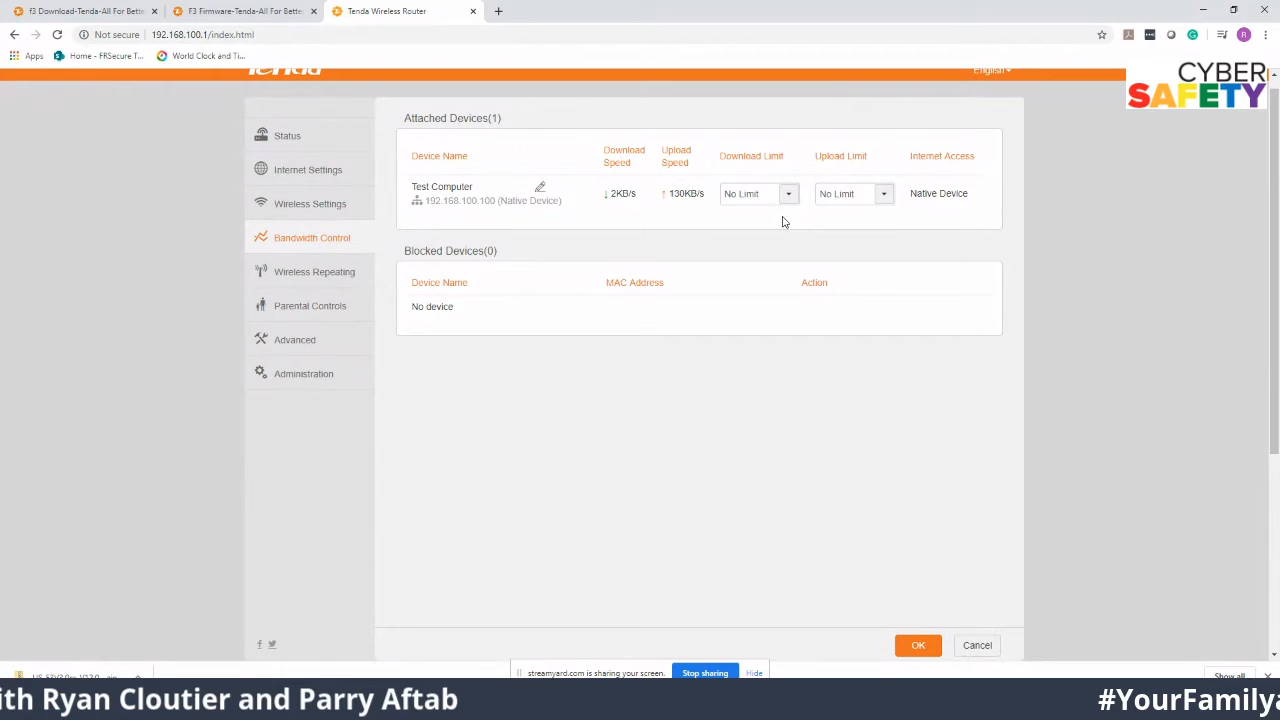 f3 Download-Tenda-All For Bette
F3 Firmware-Tenda-All For Bette
Tenda Wireless Router
Not secure
192.168.100.1/index.html
Apps
Home - FRSecure T...
World Clock and Ti...
Tenda
English
CYBER
SAFETY
Status
Internet Settings
Wireless Settings
Bandwidth Control
Wireless Repeating
Parental Controls
Advanced
Administration
Attached Devices(1)
Device Name
Download Speed
Upload Speed
Download Limit
Upload Limit
Internet Access
Test Computer
192.168.100.100 (Native Device)
↓ 2KB/s
↑ 130KB/s
No Limit
No Limit
Native Device
Blocked Devices(0)
Device Name
MAC Address
Action
No device
OK
Cancel
streamyard.com is sharing your screen.
Stop sharing
Hide
Show all
ith Ryan Cloutier and Parry Aftab
#YourFamily